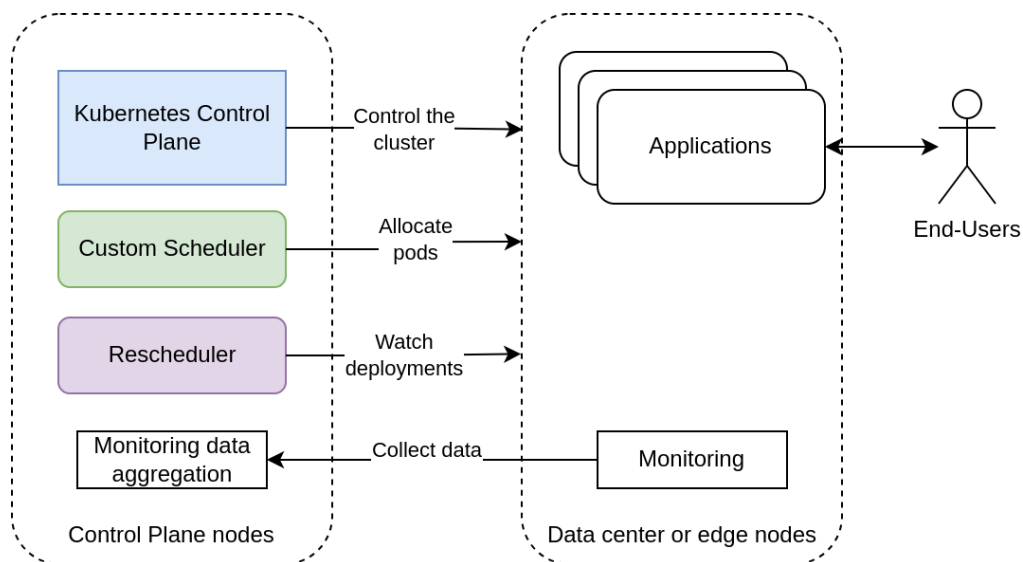 Kubernetes Control
Plane
Control the
cluster
Applications
End-Users
Custom Scheduler
Allocate
pods
Rescheduler
Watch
deployments
Monitoring data
aggregation
Collect data
Monitoring
Control Plane nodes
Data center or edge nodes